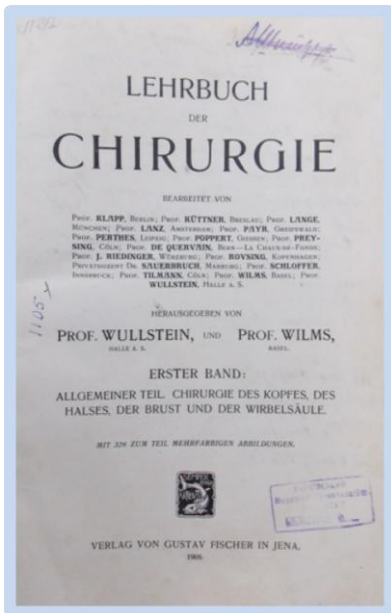 LEHRBUCH
DER
CHIRURGIE
BEARBEITET VON
PROF. KLAPP, BERLIN; PROF. KÜTTNER, BRESLAU; PROF. LANGE,
MÜNCHEN; PROF. LANZ, AMSTERDAM; PROF. PAYR, GREIFSWALD;
PROF. PERTHES, LEIPZIG; PROF. POPPERT, GIESSEN; PROF. PREY-
SING, CÖLN; PROF. DE QUERVAIN, BERN—LA CHAUX-DE-FONDS;
PROF. J. RIEDINGER, WÜRZBURG; PROF. ROVSING, KOPENHAGEN;
PRIVATDOZENT DR. SAUERBRUCH, MARBURG; PROF. SCHLOFFER,
INNSBRUCK; PROF. TILMANN, CÖLN; PROF. WILMS, BASEL; PROF.
WULLSTEIN, HALLE A. S.
1105
HERAUSGEGEBEN VON
PROF. WULLSTEIN, UND PROF. WILMS,
HALLE A. S. BASEL.
ERSTER BAND:
ALLGEMEINER TEIL. CHIRURGIE DES KOPFES, DES
HALSES, DER BRUST UND DER WIRBELSÄULE.
MIT 326 ZUM TEIL MEHRFARBIGEN ABBILDUNGEN.
VERLAG VON GUSTAV FISCHER IN JENA.